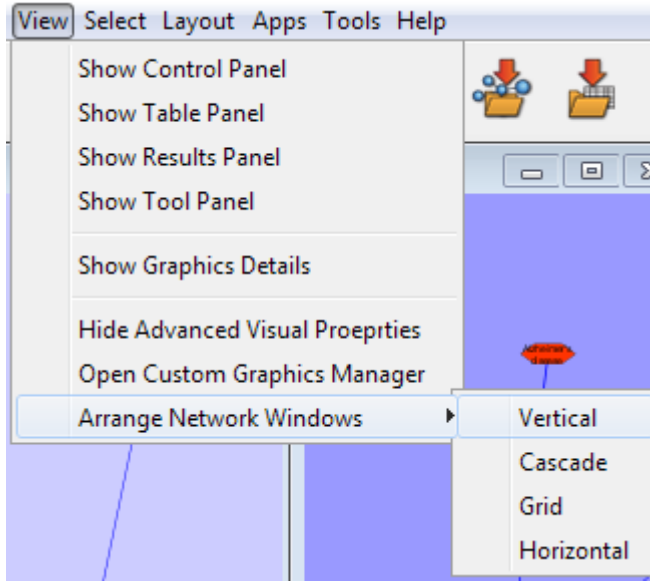 View Select Layout Apps Tools Help
Show Control Panel
Show Table Panel
Show Results Panel
Show Tool Panel
Show Graphics Details
Hide Advanced Visual Proeprties
Open Custom Graphics Manager
Arrange Network Windows
Vertical
Cascade
Grid
Horizontal